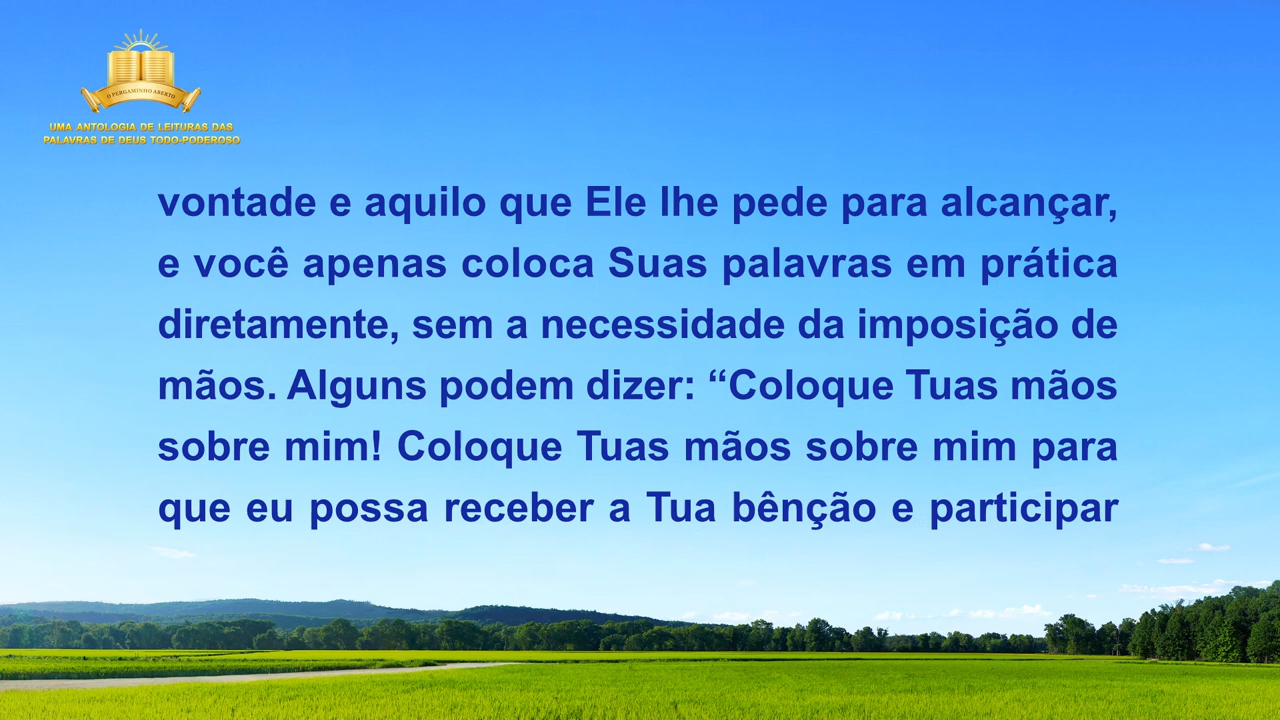 O PERGAMINHO ABERTO
UMA ANTOLOGIA DE LEITURAS DAS
PALAVRAS DE DEUS TODO-PODEROSO
vontade e aquilo que Ele lhe pede para alcançar,
e você apenas coloca Suas palavras em prática
diretamente, sem a necessidade da imposição de
mãos. Alguns podem dizer: “Coloque Tuas mãos
sobre mim! Coloque Tuas mãos sobre mim para
que eu possa receber a Tua bênção e participar